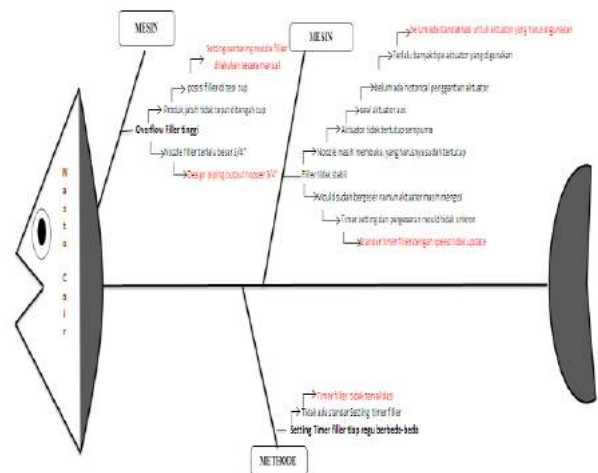 MESIN
Setting centering nozzle filler
dilakukan secara manual
posisi filler di tepi cup
Produk jatuh tidak tepat ditengah cup
Overflow Filler tinggi
Nozzle filler terlalu besar 3/4"
Design piping output hopper 3/4"
MESIN
belum ada standarisasi untuk aktuator yang harus digunakan
Terlalu banyak tipe aktuator yang digunakan
belum ada historical penggantian aktuator
seal aktuator aus
Aktuator tidak tertutup sempurna
Nozzle masih membuka, yang harusnya sudah tertutup
Filler tidak stabil
Mould sudah bergeser namun aktuator masih mengisi
Timer setting dan pergeseran mould tidak sinkron
standar timer filler dengan speed tidak update
Nasta Cair
Timer filler tidak tervalidasi
Tidak ada standar Setting timer filler
Setting Timer filler tiap regu berbeda-beda
METHODE